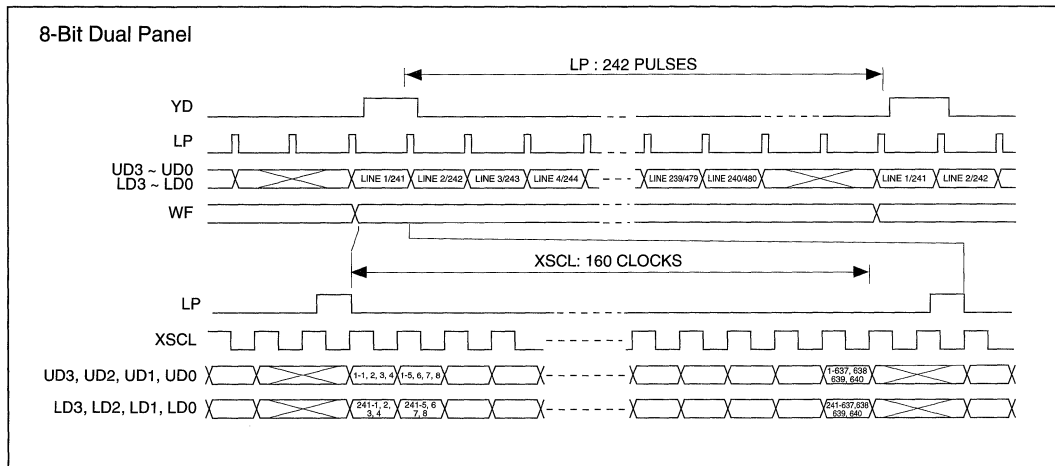 8-Bit Dual Panel
LP : 242 PULSES
YD
LP
UD3 ~ UD0
LD3 ~ LD0
LINE 1/241 LINE 2/242 LINE 3/243 LINE 4/244 LINE 239/479 LINE 240/480 LINE 1/241 LINE 2/242
WF
XSCL: 160 CLOCKS
LP
XSCL
UD3, UD2, UD1, UD0
1-1, 2, 3, 4 1-5, 6, 7, 8
1-637, 638
639, 640
LD3, LD2, LD1, LD0
241-1, 2,
3, 4
241-5, 6
7, 8
241-637,638
639, 640